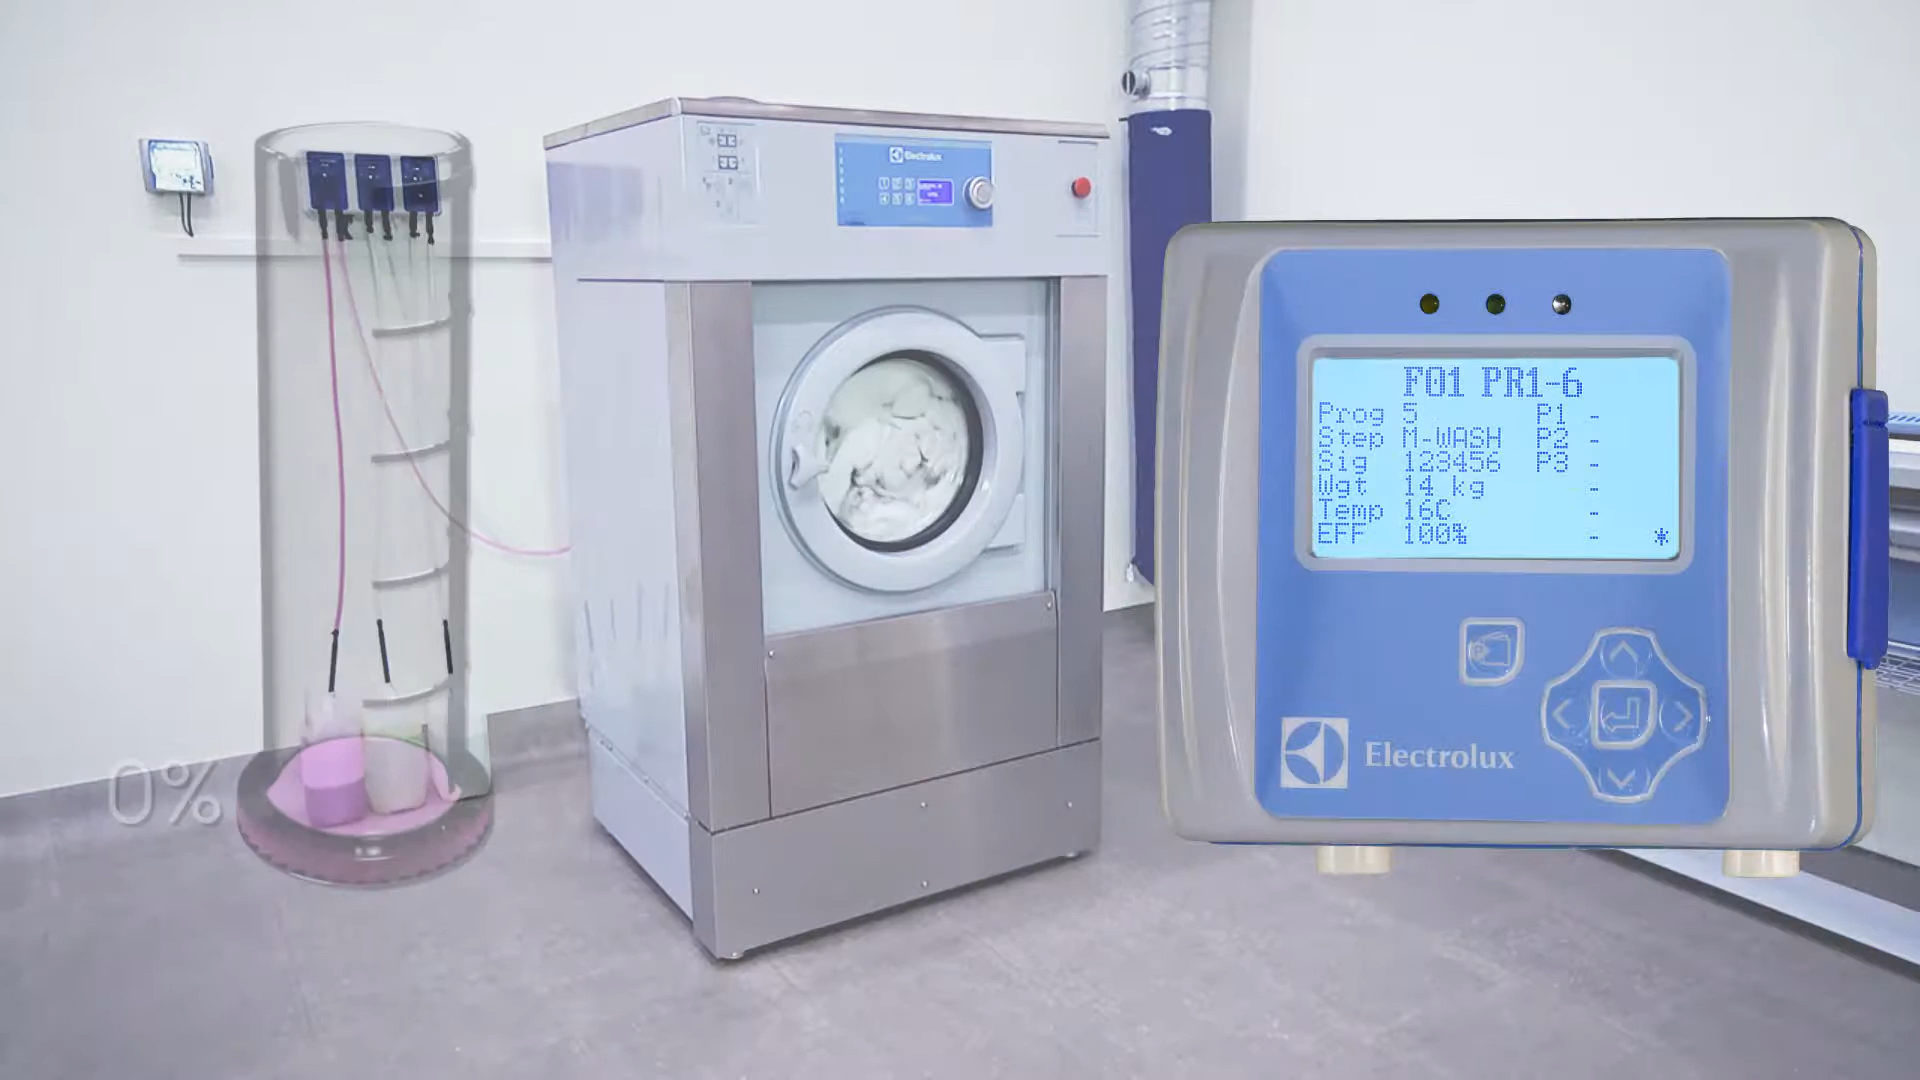 Electrolux
F01 PR1-6
Prog 5 P1 -
Step M-WASH P2 -
Sig 123456 P3 -
Wgt 14 kg -
Temp 16C -
EFF 100% - *
Electrolux
0%